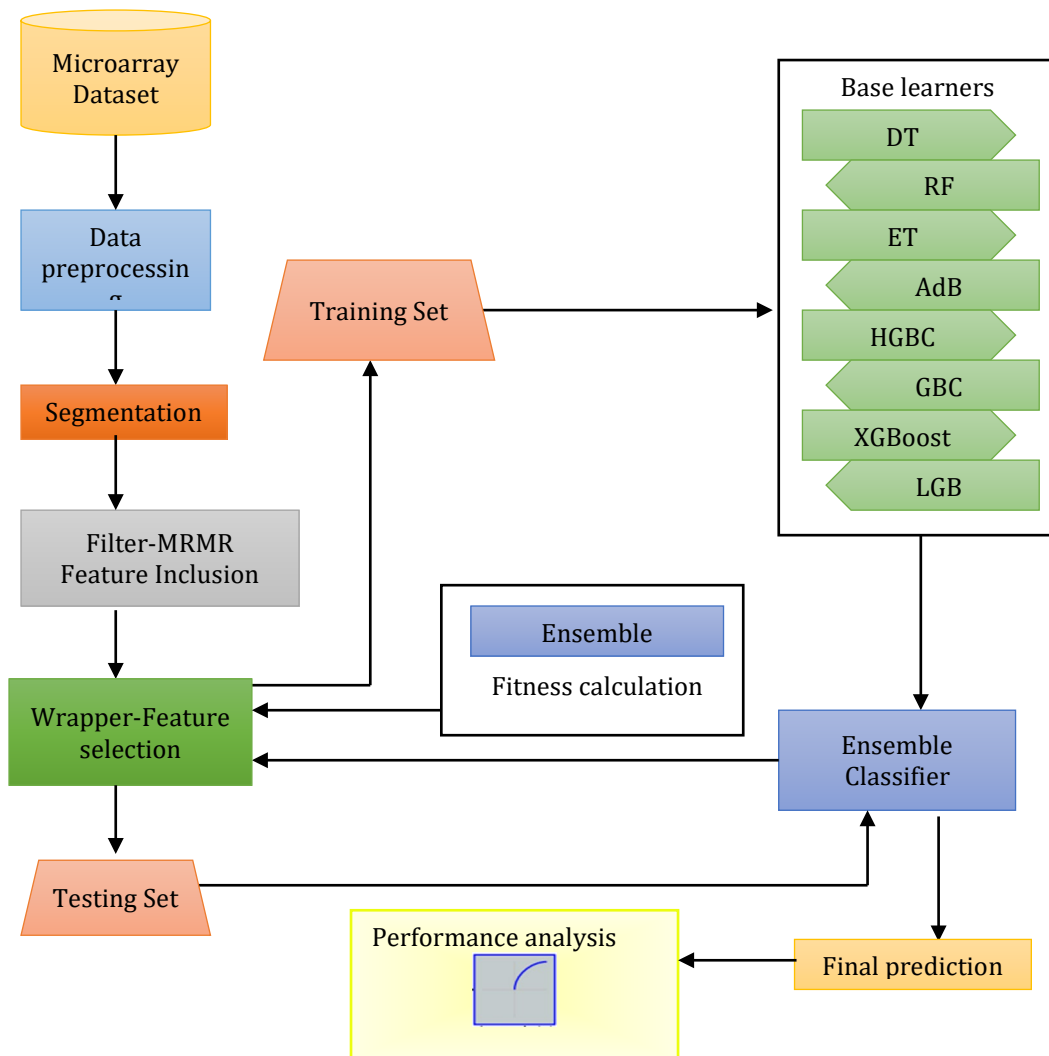 Microarray
Dataset
Data
preprocessin
Segmentation
Filter-MRMR
Feature Inclusion
Wrapper-Feature
selection
Testing Set
Training Set
Base learners
DT
RF
ET
AdB
HGBC
GBC
XGBoost
LGB
Ensemble
Fitness calculation
Ensemble
Classifier
Final prediction
Performance analysis